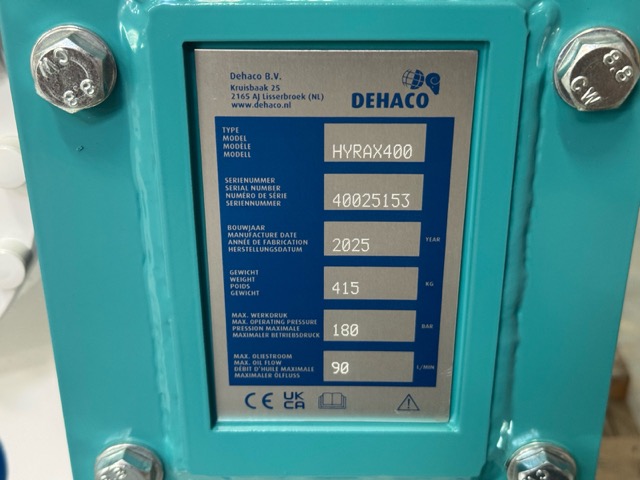 Dehaco B.V.
Kruisbaak 25
2165 AJ Lisserbroek (NL)
www.dehaco.nl
DEHACO
TYPE
MODEL
MODÈLE
MODELL
HYRAX400
SERIENUMMER
SERIAL NUMBER
NUMÉRO DE SÉRIE
SERIENNUMMER
40025153
BOUWJAAR
MANUFACTURE DATE
ANNÉE DE FABRICATION
HERSTELLUNGSDATUM
2025
YEAR
GEWICHT
WEIGHT
POIDS
GEWICHT
415
KG
MAX. WERKDRUK
MAX. OPERATING PRESSURE
PRESSION MAXIMALE
MAXIMALER BETRIEBSDRUCK
180
BAR
MAX. OLIESTROOM
MAX. OIL FLOW
DÉBIT D'HUILE MAXIMALE
MAXIMALER ÖLFLUSS
90
L/MIN
CE
UK
CA
8.8
CW
8.8